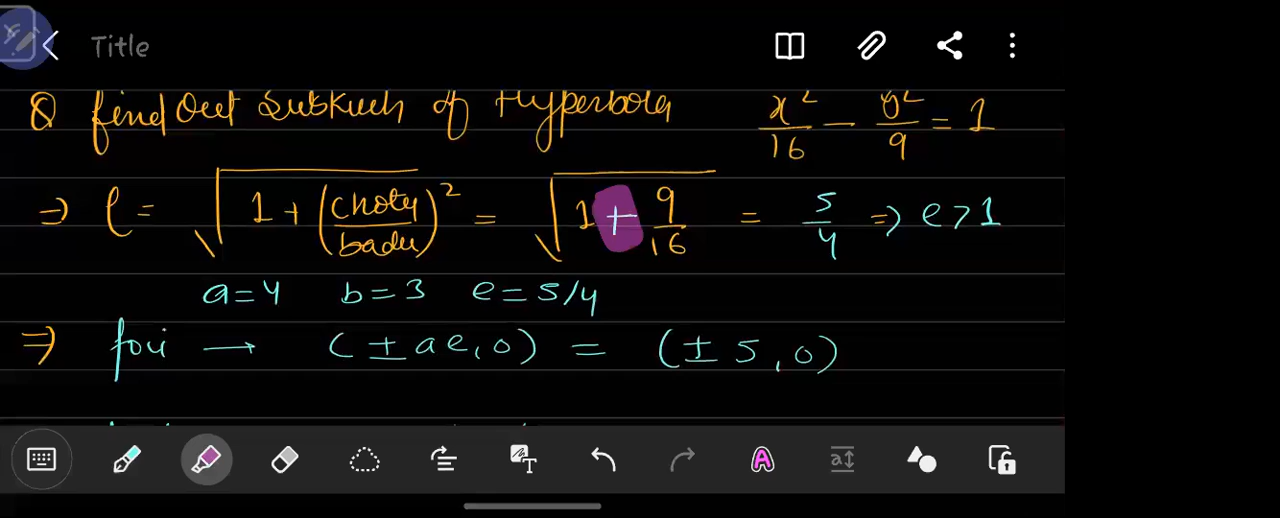 Title
Q find Out Subkuch of Hyperbola x²/16 - y²/9 = 1
⇒ e = √(1 + (choty/badu)²) = √(1 + 9/16) = 5/4 ⇒ e > 1
a = 4 b = 3 e = 5/4
⇒ foci → (± ae, 0) = (± 5, 0)